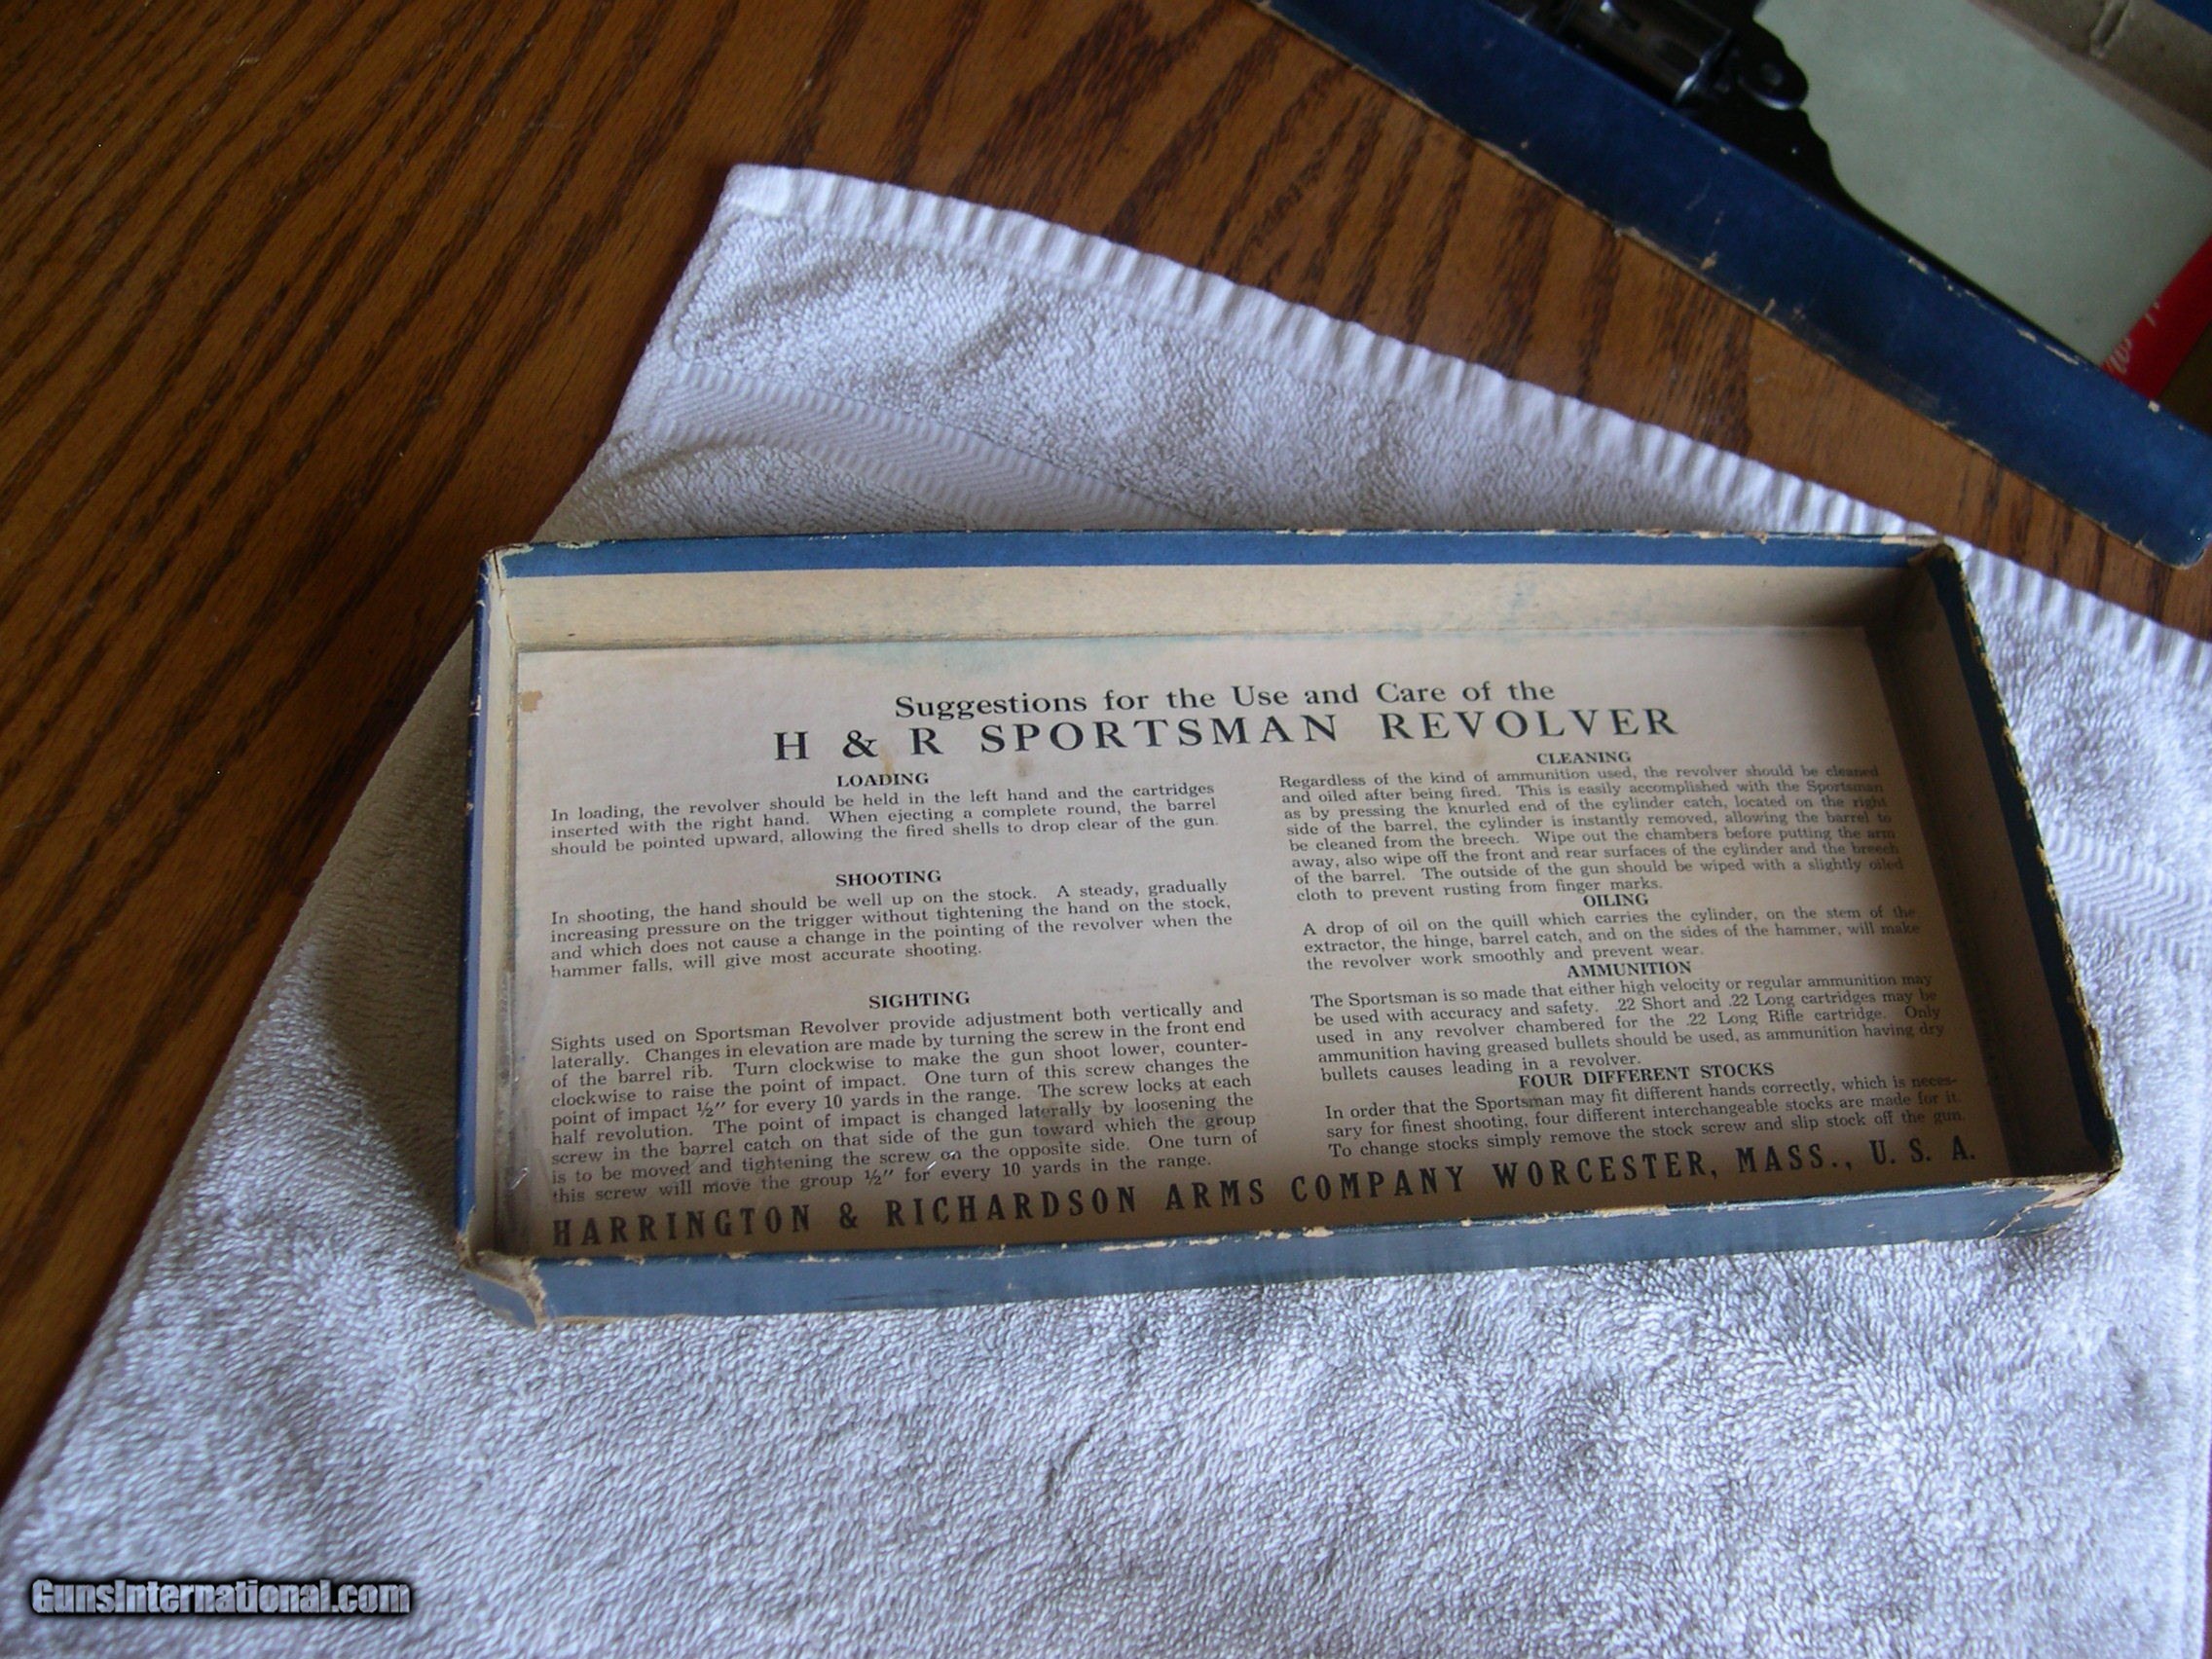 Suggestions for the Use and Care of the
H & R SPORTSMAN REVOLVER
LOADING
In loading, the revolver should be held in the left hand and the cartridges
inserted with the right hand. When ejecting a complete round, the barrel
should be pointed upward, allowing the fired shells to drop clear of the gun.
SHOOTING
In shooting, the hand should be well up on the stock. A steady, gradually
increasing pressure on the trigger without tightening the hand on the stock,
and which does not cause a change in the pointing of the revolver when the
hammer falls, will give most accurate shooting.
SIGHTING
Sights used on Sportsman Revolver provide adjustment both vertically and
laterally. Changes in elevation are made by turning the screw in the front end
of the barrel rib. Turn clockwise to make the gun shoot lower, counter-
clockwise to raise the point of impact. One turn of this screw changes the
point of impact ½" for every 10 yards in the range. The screw locks at each
half revolution. The point of impact is changed laterally by loosening the
screw in the barrel catch on that side of the gun toward which the group
is to be moved and tightening the screw on the opposite side. One turn of
this screw will move the group ½" for every 10 yards in the range.
CLEANING
Regardless of the kind of ammunition used, the revolver should be cleaned
and oiled after being fired. This is easily accomplished with the Sportsman
as by pressing the knurled end of the cylinder catch, located on the right
side of the barrel, the cylinder is instantly removed, allowing the barrel to
be cleaned from the breech. Wipe out the chambers before putting the arm
away, also wipe off the front and rear surfaces of the cylinder and the breech
of the barrel. The outside of the gun should be wiped with a slightly oiled
cloth to prevent rusting from finger marks.
OILING
A drop of oil on the quill which carries the cylinder, on the stem of the
extractor, the hinge, barrel catch, and on the sides of the hammer, will make
the revolver work smoothly and prevent wear.
AMMUNITION
The Sportsman is so made that either high velocity or regular ammunition may
be used with accuracy and safety. .22 Short and .22 Long cartridges may be
used in any revolver chambered for the .22 Long Rifle cartridge. Only
ammunition having greased bullets should be used, as ammunition having dry
bullets causes leading in a revolver.
FOUR DIFFERENT STOCKS
In order that the Sportsman may fit different hands correctly, which is neces-
sary for finest shooting, four different interchangeable stocks are made for it.
To change stocks simply remove the stock screw and slip stock off the gun.
HARRINGTON & RICHARDSON ARMS COMPANY WORCESTER, MASS., U. S. A.
GunsInternational.com